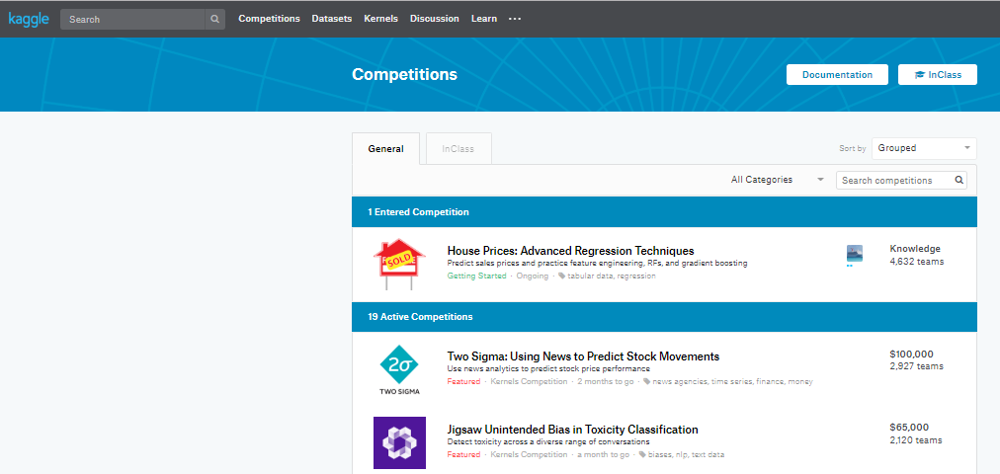 kaggle Search Competitions Datasets Kernels Discussion Learn
Competitions Documentation InClass
General InClass Sort by Grouped
All Categories Search competitions
1 Entered Competition
SOLD
House Prices: Advanced Regression Techniques Knowledge
Predict sales prices and practice feature engineering, RFs, and gradient boosting 4,632 teams
Getting Started · Ongoing · tabular data, regression
19 Active Competitions
2σ
TWO SIGMA
Two Sigma: Using News to Predict Stock Movements $100,000
Use news analytics to predict stock price performance 2,927 teams
Featured · Kernels Competition · 2 months to go · news agencies, time series, finance, money
Jigsaw Unintended Bias in Toxicity Classification $65,000
Detect toxicity across a diverse range of conversations 2,120 teams
Featured · Kernels Competition · a month to go · biases, nlp, text data